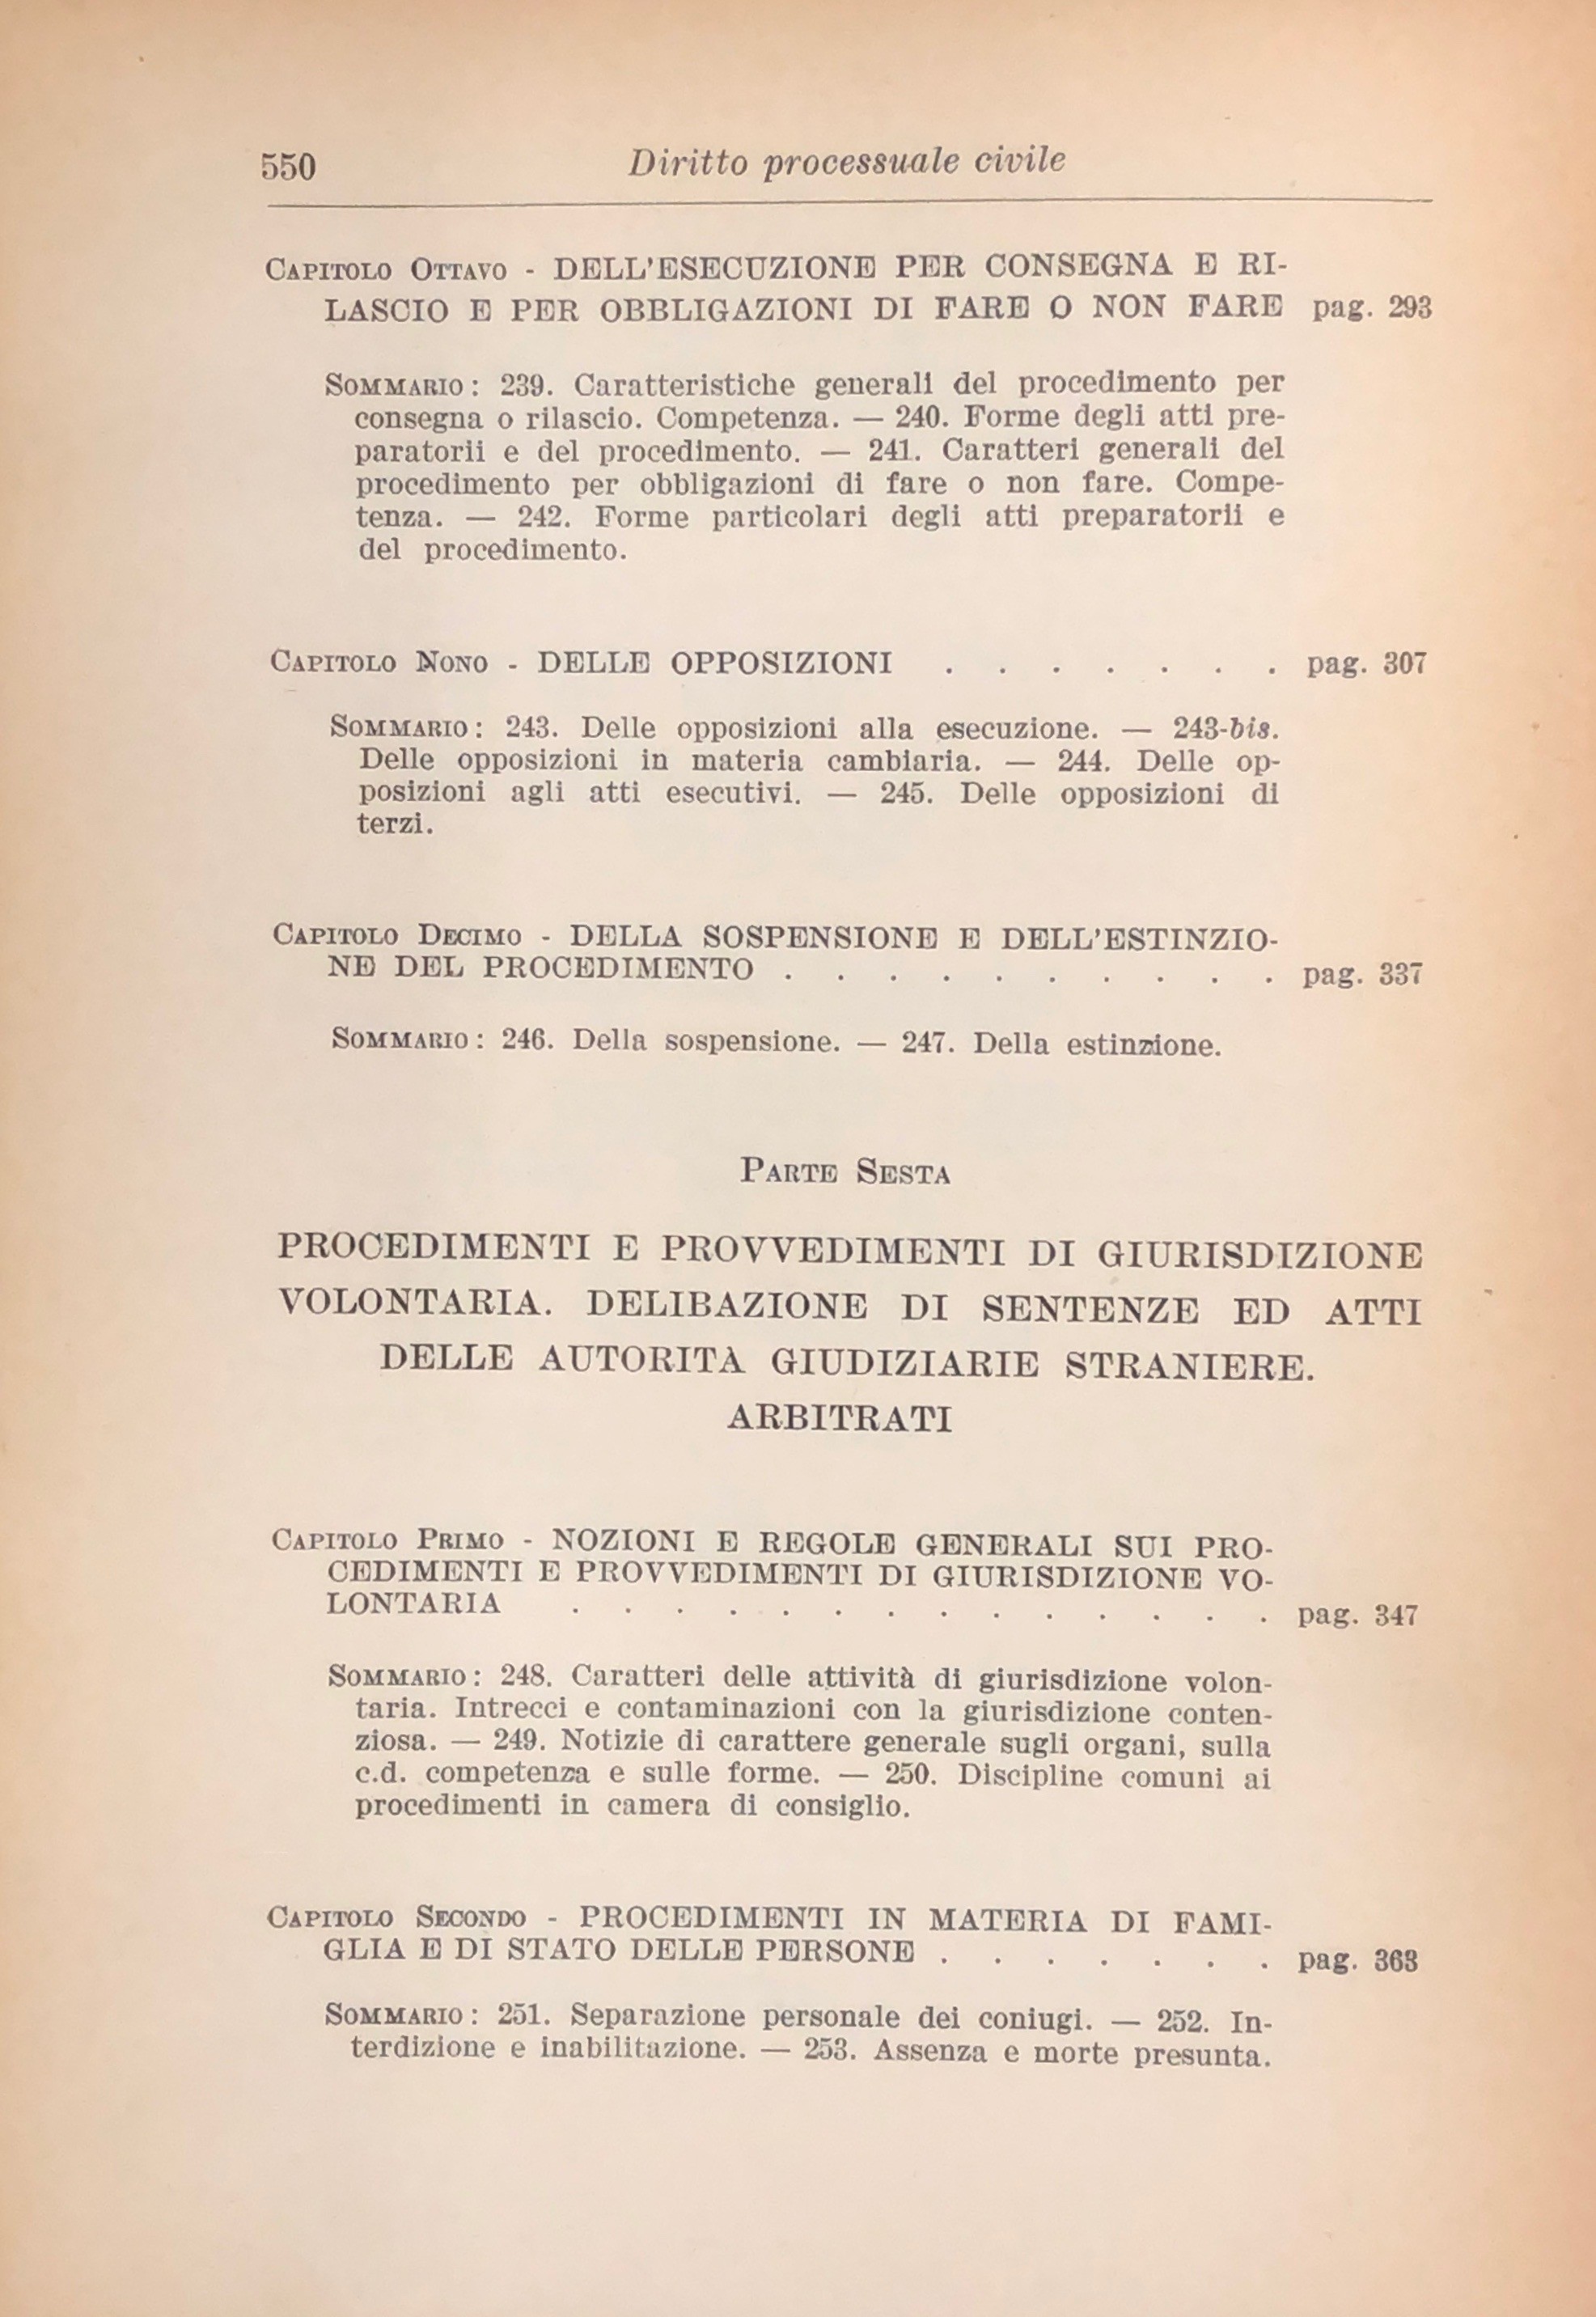 550
Diritto processuale civile
CAPITOLO OTTAVO - DELL'ESECUZIONE PER CONSEGNA E RI-
LASCIO E PER OBBLIGAZIONI DI FARE O NON FARE pag. 293
SOMMARIO: 239. Caratteristiche generali del procedimento per
consegna o rilascio. Competenza. — 240. Forme degli atti pre-
paratorii e del procedimento. — 241. Caratteri generali del
procedimento per obbligazioni di fare o non fare. Compe-
tenza. — 242. Forme particolari degli atti preparatorii e
del procedimento.
CAPITOLO NONO - DELLE OPPOSIZIONI . . . . . . . pag. 307
SOMMARIO: 243. Delle opposizioni alla esecuzione. — 243-bis.
Delle opposizioni in materia cambiaria. — 244. Delle op-
posizioni agli atti esecutivi. — 245. Delle opposizioni di
terzi.
CAPITOLO DECIMO - DELLA SOSPENSIONE E DELL'ESTINZIO-
NE DEL PROCEDIMENTO . . . . . . . . . . pag. 337
SOMMARIO: 246. Della sospensione. — 247. Della estinzione.
PARTE SESTA
PROCEDIMENTI E PROVVEDIMENTI DI GIURISDIZIONE
VOLONTARIA. DELIBAZIONE DI SENTENZE ED ATTI
DELLE AUTORITÀ GIUDIZIARIE STRANIERE.
ARBITRATI
CAPITOLO PRIMO - NOZIONI E REGOLE GENERALI SUI PRO-
CEDIMENTI E PROVVEDIMENTI DI GIURISDIZIONE VO-
LONTARIA . . . . . . . . . . . . . . pag. 347
SOMMARIO: 248. Caratteri delle attività di giurisdizione volon-
taria. Intrecci e contaminazioni con la giurisdizione conten-
ziosa. — 249. Notizie di carattere generale sugli organi, sulla
c.d. competenza e sulle forme. — 250. Discipline comuni ai
procedimenti in camera di consiglio.
CAPITOLO SECONDO - PROCEDIMENTI IN MATERIA DI FAMI-
GLIA E DI STATO DELLE PERSONE . . . . . . . pag. 363
SOMMARIO: 251. Separazione personale dei coniugi. — 252. In-
terdizione e inabilitazione. — 253. Assenza e morte presunta.